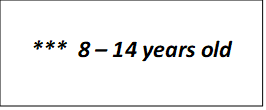 *** 8 – 14 years old